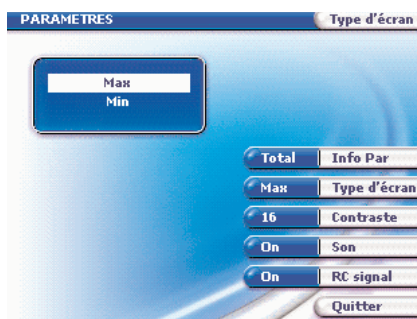 PARAMETRES Type d'écran
Max
Min
Total Info Par
Max Type d'écran
16 Contraste
On Son
On RC signal
Quitter